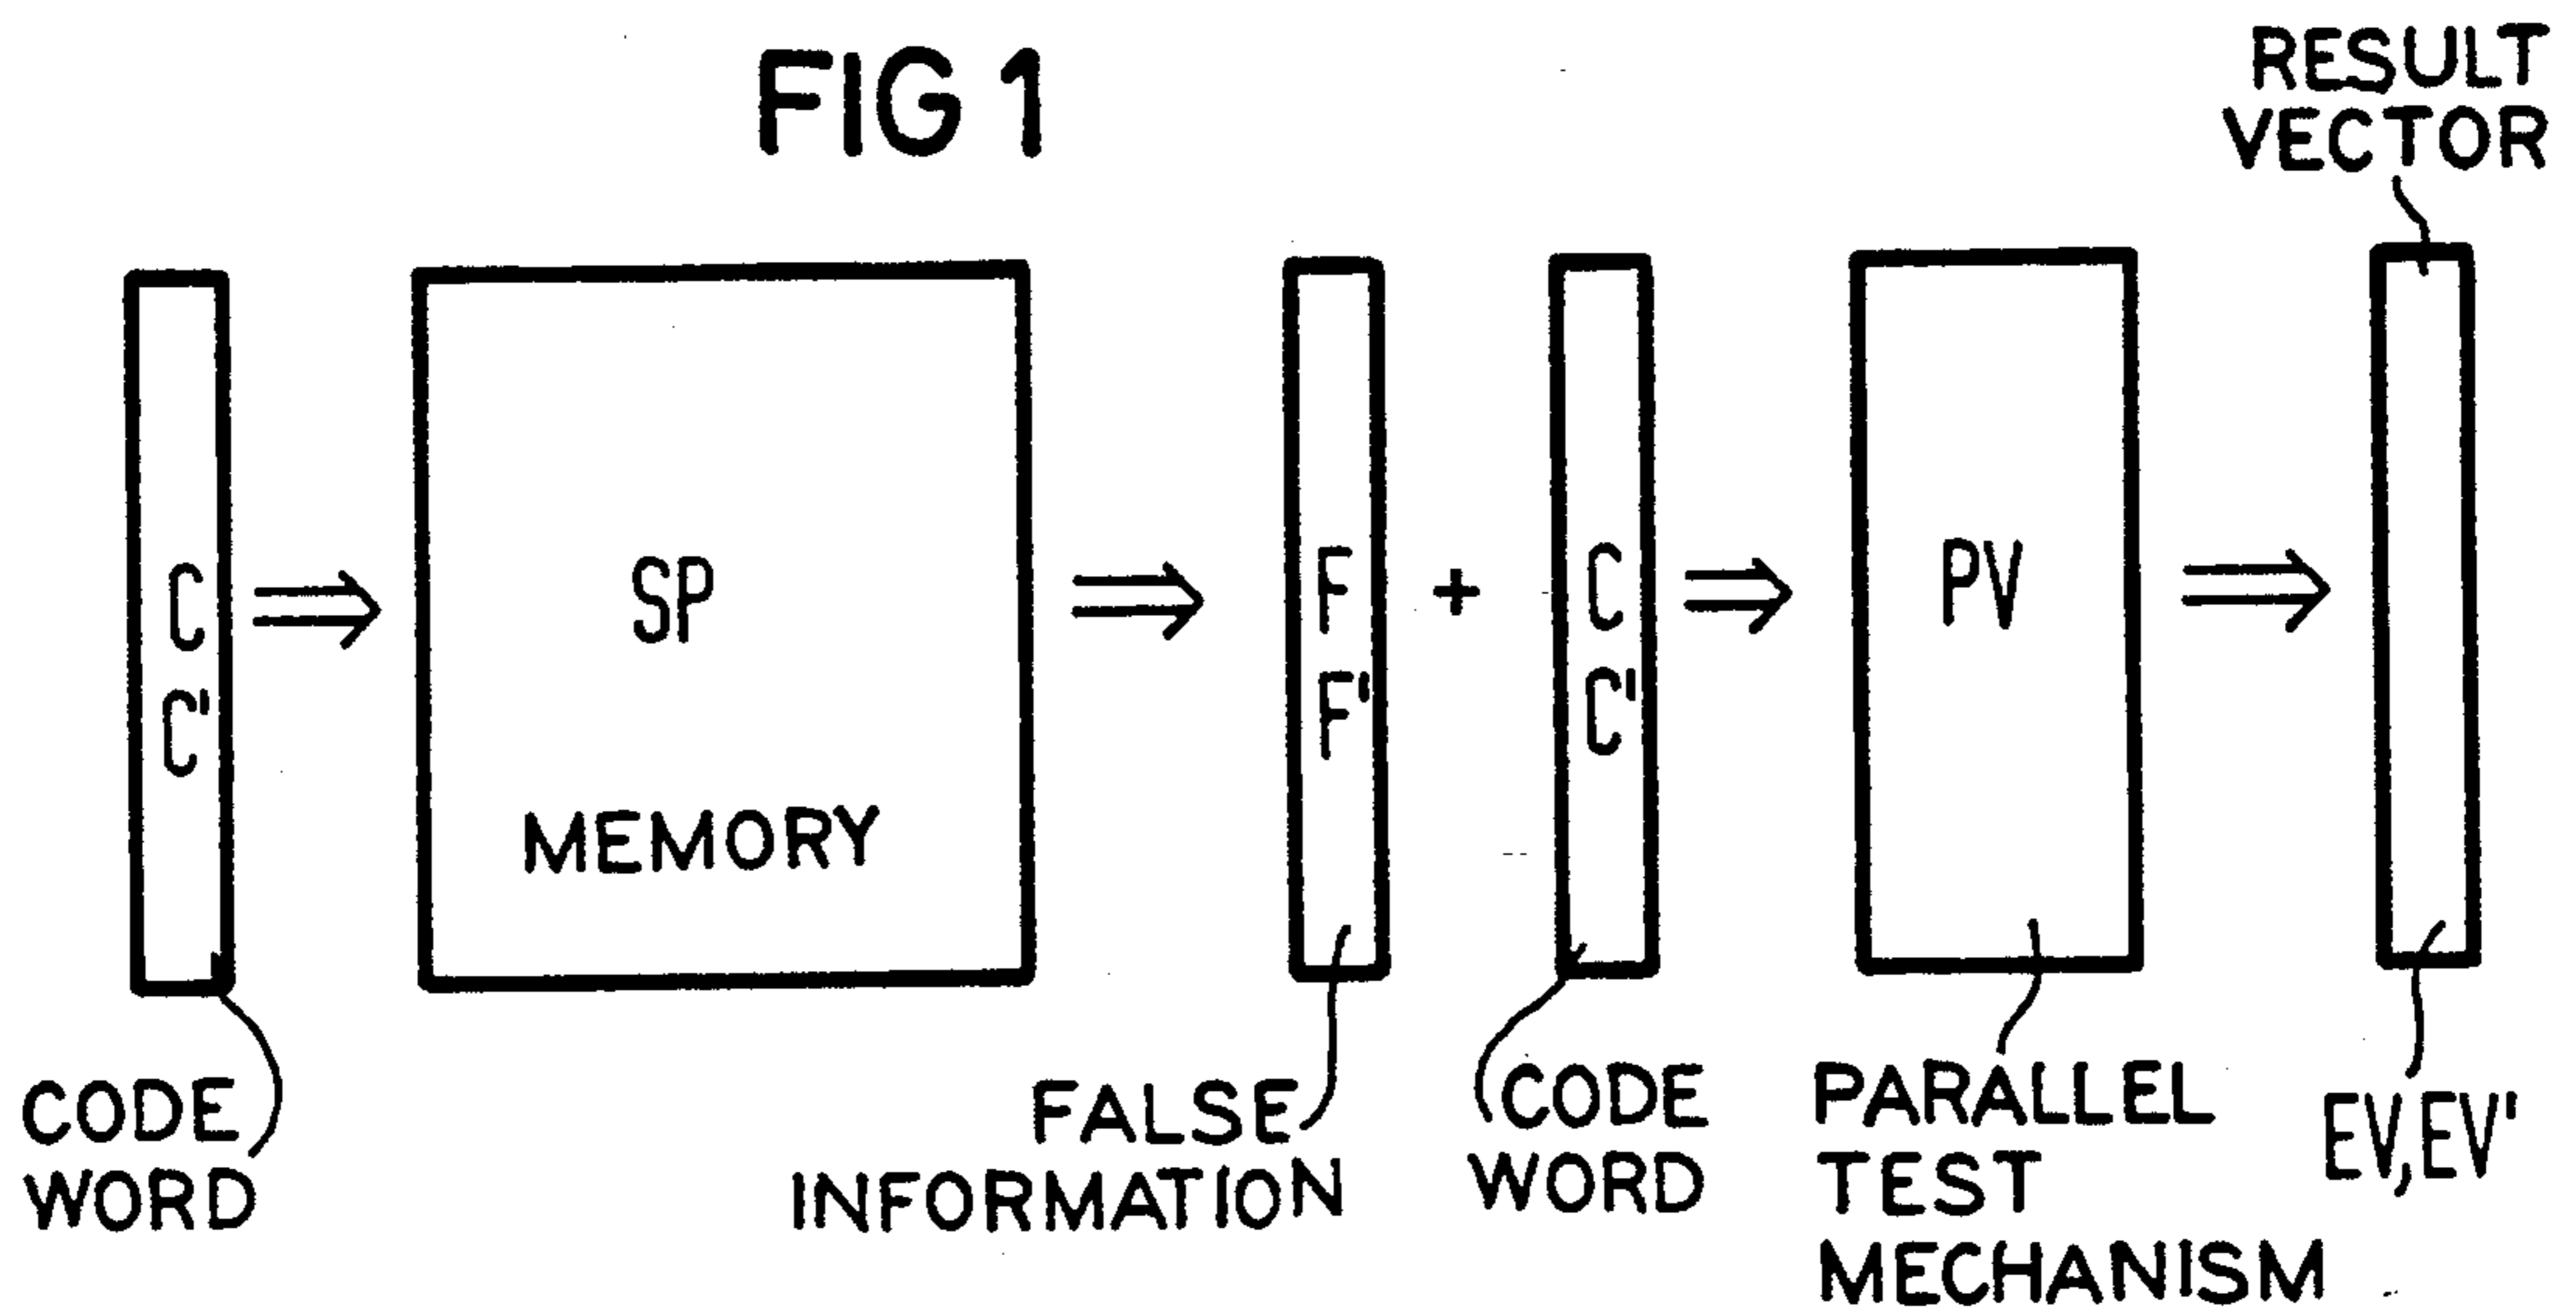 FIG 1
RESULT
VECTOR
C
C'
SP
MEMORY
F
F'
+
C
C'
PV
CODE
WORD
FALSE
INFORMATION
CODE
WORD
PARALLEL
TEST
MECHANISM
EV,EV'